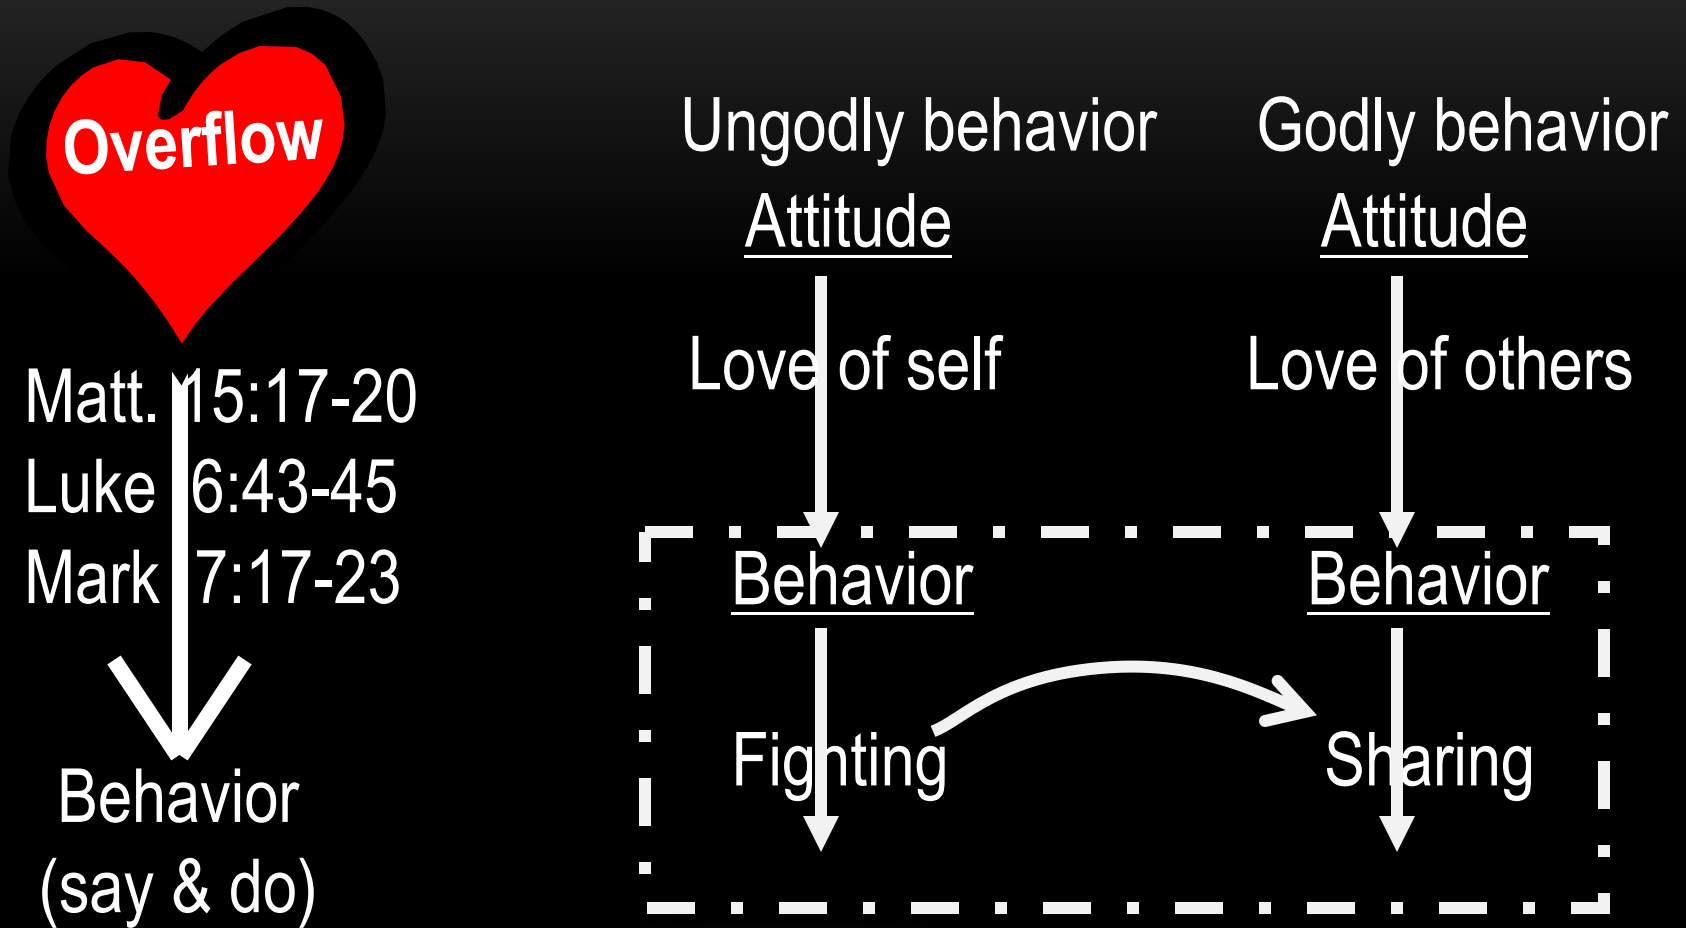 Overflow
Matt. 15:17-20
Luke 6:43-45
Mark 7:17-23
Behavior
(say & do)
Ungodly behavior
Attitude
Love of self
Behavior
Fighting
Godly behavior
Attitude
Love of others
Behavior
Sharing